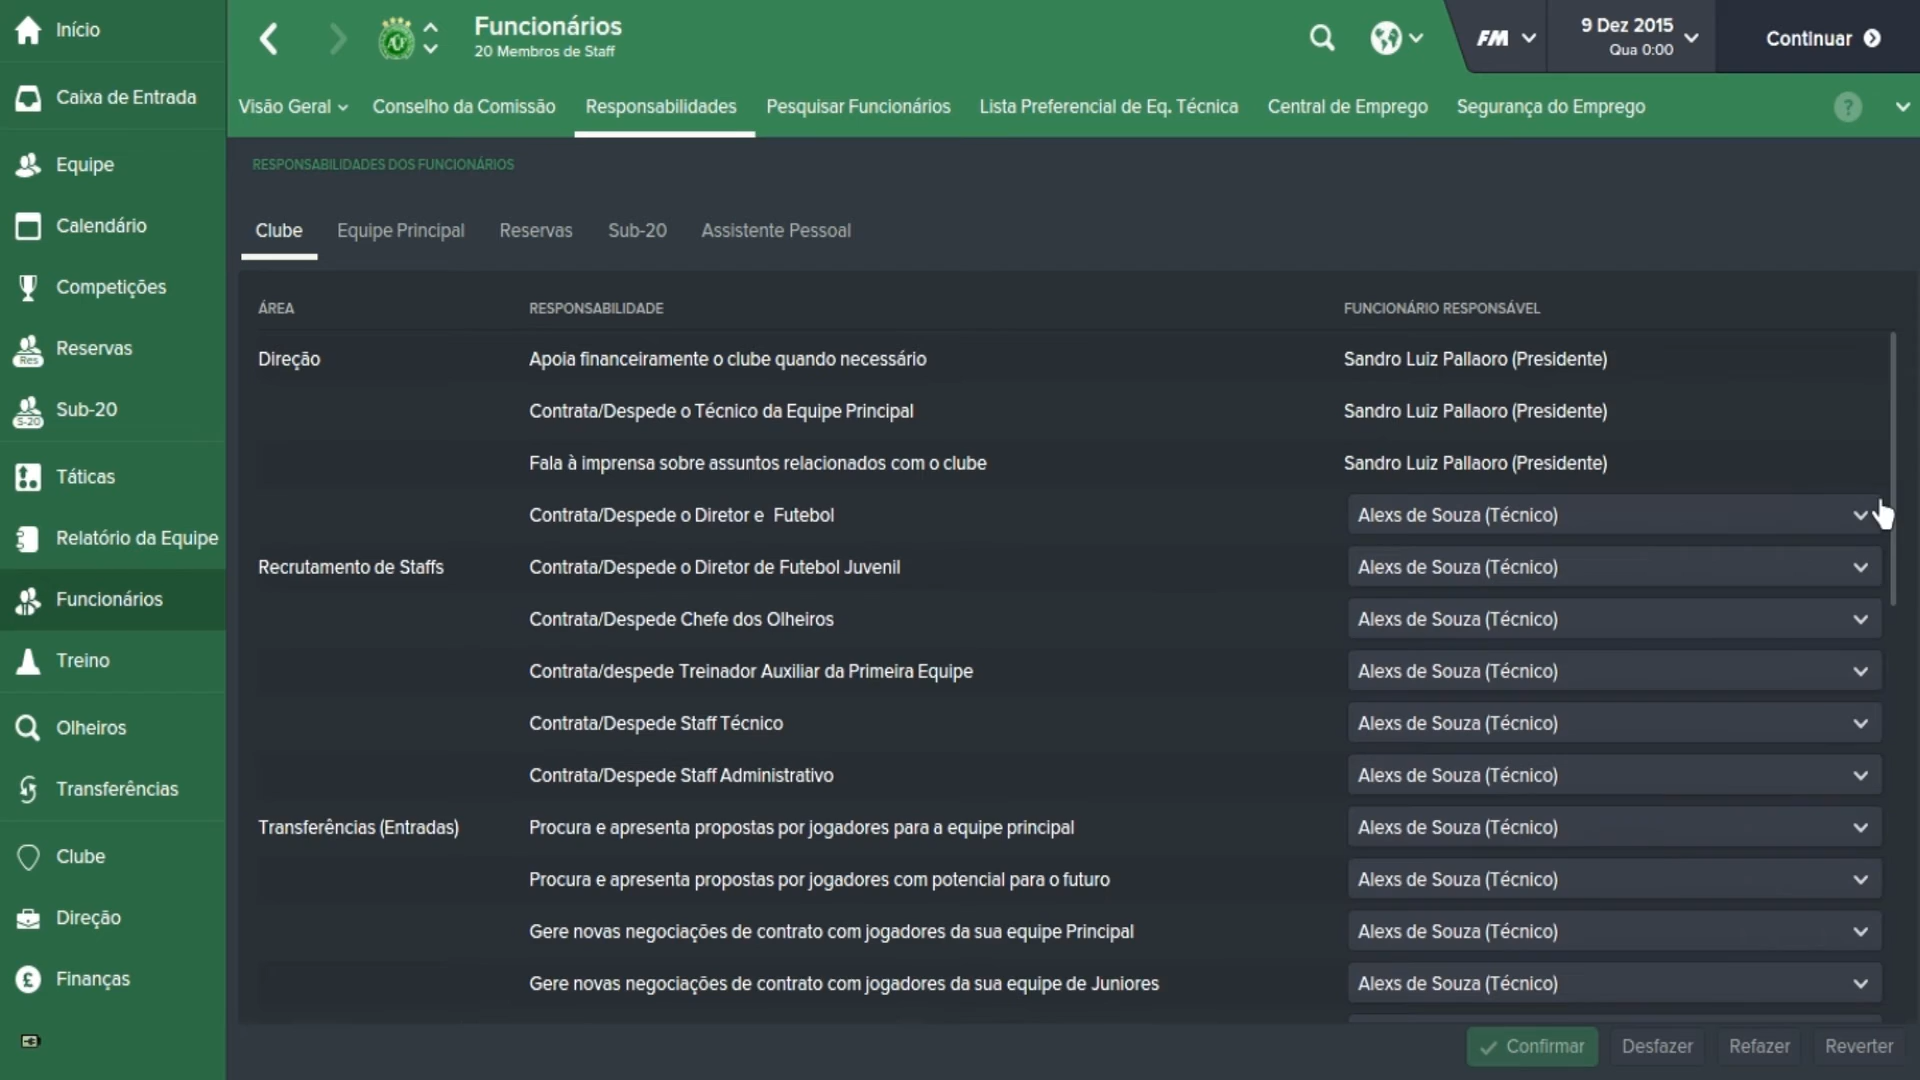 Início
Caixa de Entrada
Equipe
Calendário
Competições
Res
Reservas
S-20
Sub-20
Táticas
Relatório da Equipe
Funcionários
Treino
Olheiros
Transferências
Clube
Direção
Finanças
Funcionários
20 Membros de Staff
FM
9 Dez 2015
Qua 0:00
Continuar
Visão Geral
Conselho da Comissão
Responsabilidades
Pesquisar Funcionários
Lista Preferencial de Eq. Técnica
Central de Emprego
Segurança do Emprego
?
RESPONSABILIDADES DOS FUNCIONÁRIOS
Clube
Equipe Principal
Reservas
Sub-20
Assistente Pessoal
ÁREA RESPONSABILIDADE FUNCIONÁRIO RESPONSÁVEL
Direção Apoia financeiramente o clube quando necessário Sandro Luiz Pallaoro (Presidente)
Contrata/Despede o Técnico da Equipe Principal Sandro Luiz Pallaoro (Presidente)
Fala à imprensa sobre assuntos relacionados com o clube Sandro Luiz Pallaoro (Presidente)
Contrata/Despede o Diretor e Futebol Alexs de Souza (Técnico)
Recrutamento de Staffs Contrata/Despede o Diretor de Futebol Juvenil Alexs de Souza (Técnico)
Contrata/Despede Chefe dos Olheiros Alexs de Souza (Técnico)
Contrata/despede Treinador Auxiliar da Primeira Equipe Alexs de Souza (Técnico)
Contrata/Despede Staff Técnico Alexs de Souza (Técnico)
Contrata/Despede Staff Administrativo Alexs de Souza (Técnico)
Transferências (Entradas) Procura e apresenta propostas por jogadores para a equipe principal Alexs de Souza (Técnico)
Procura e apresenta propostas por jogadores com potencial para o futuro Alexs de Souza (Técnico)
Gere novas negociações de contrato com jogadores da sua equipe Principal Alexs de Souza (Técnico)
Gere novas negociações de contrato com jogadores da sua equipe de Juniores Alexs de Souza (Técnico)
Confirmar
Desfazer
Refazer
Reverter